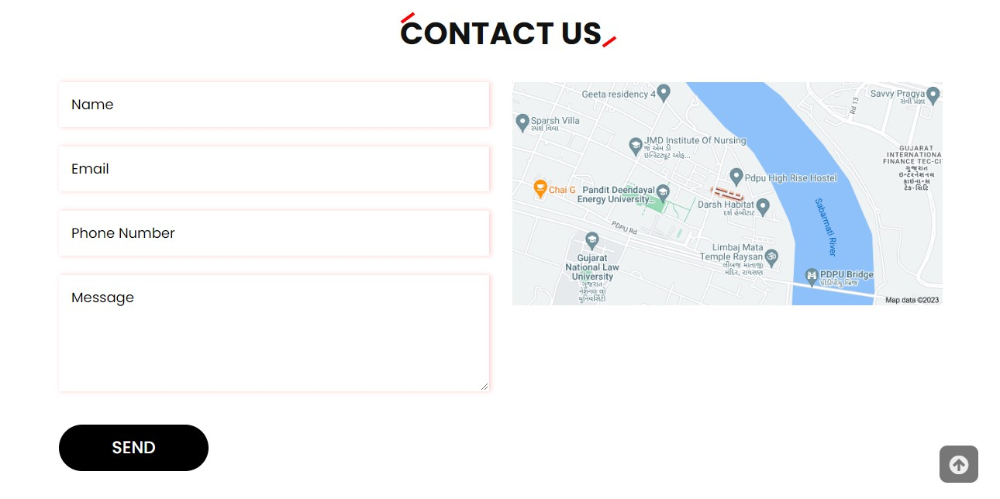 CONTACT US
Name
Email
Phone Number
Message
SEND
Geeta residency 4
Savvy Pragya
સંવી પ્રજ્ઞા
Rd 13
Sparsh Villa
સ્પર્શ વિલા
JMD Institute Of Nursing
જે એમ ડી
ઇન્સ્ટિટ્યૂટ ઓફ...
GUJARAT
INTERNATIONA
FINANCE TEC-CI
ગુજરાત
ઇન્ટરનેશનલ
ફાઇનાન્સ
ટેક-સિટિ
Pdpu High Rise Hostel
Chai G
Pandit Deendayal
Energy University...
Darsh Habitat
દર્શ હેબીટાટ
Sabarmati River
PDPU Rd
Limbaj Mata
Temple Raysan
લીંબજ માતાજી
મંદિર, રાયસણ
Gujarat
National Law
University
ગુજરાત
નેશનલ લૉ
યુનિવર્સિટી
PDPU Bridge
પીડીપીયુ બ્રિજ
Map data ©2023